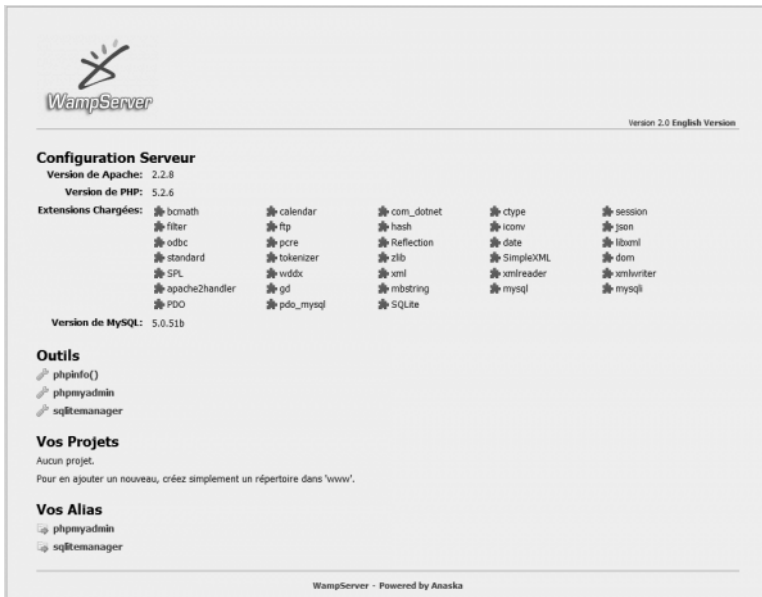 WampServer
Version 2.0 English Version
Configuration Serveur
Version de Apache: 2.2.8
Version de PHP: 5.2.6
Extensions Chargées: bcmath calendar com_dotnet ctype session
filter ftp hash iconv json
odbc pcre Reflection date libxml
standard tokenizer zlib SimpleXML dom
SPL wddx xml xmlreader xmlwriter
apache2handler gd mbstring mysql mysqli
PDO pdo_mysql SQLite
Version de MySQL: 5.0.51b
Outils
phpinfo()
phpmyadmin
sqlitemanager
Vos Projets
Aucun projet.
Pour en ajouter un nouveau, créez simplement un répertoire dans 'www'.
Vos Alias
phpmyadmin
sqlitemanager
WampServer - Powered by Anaska